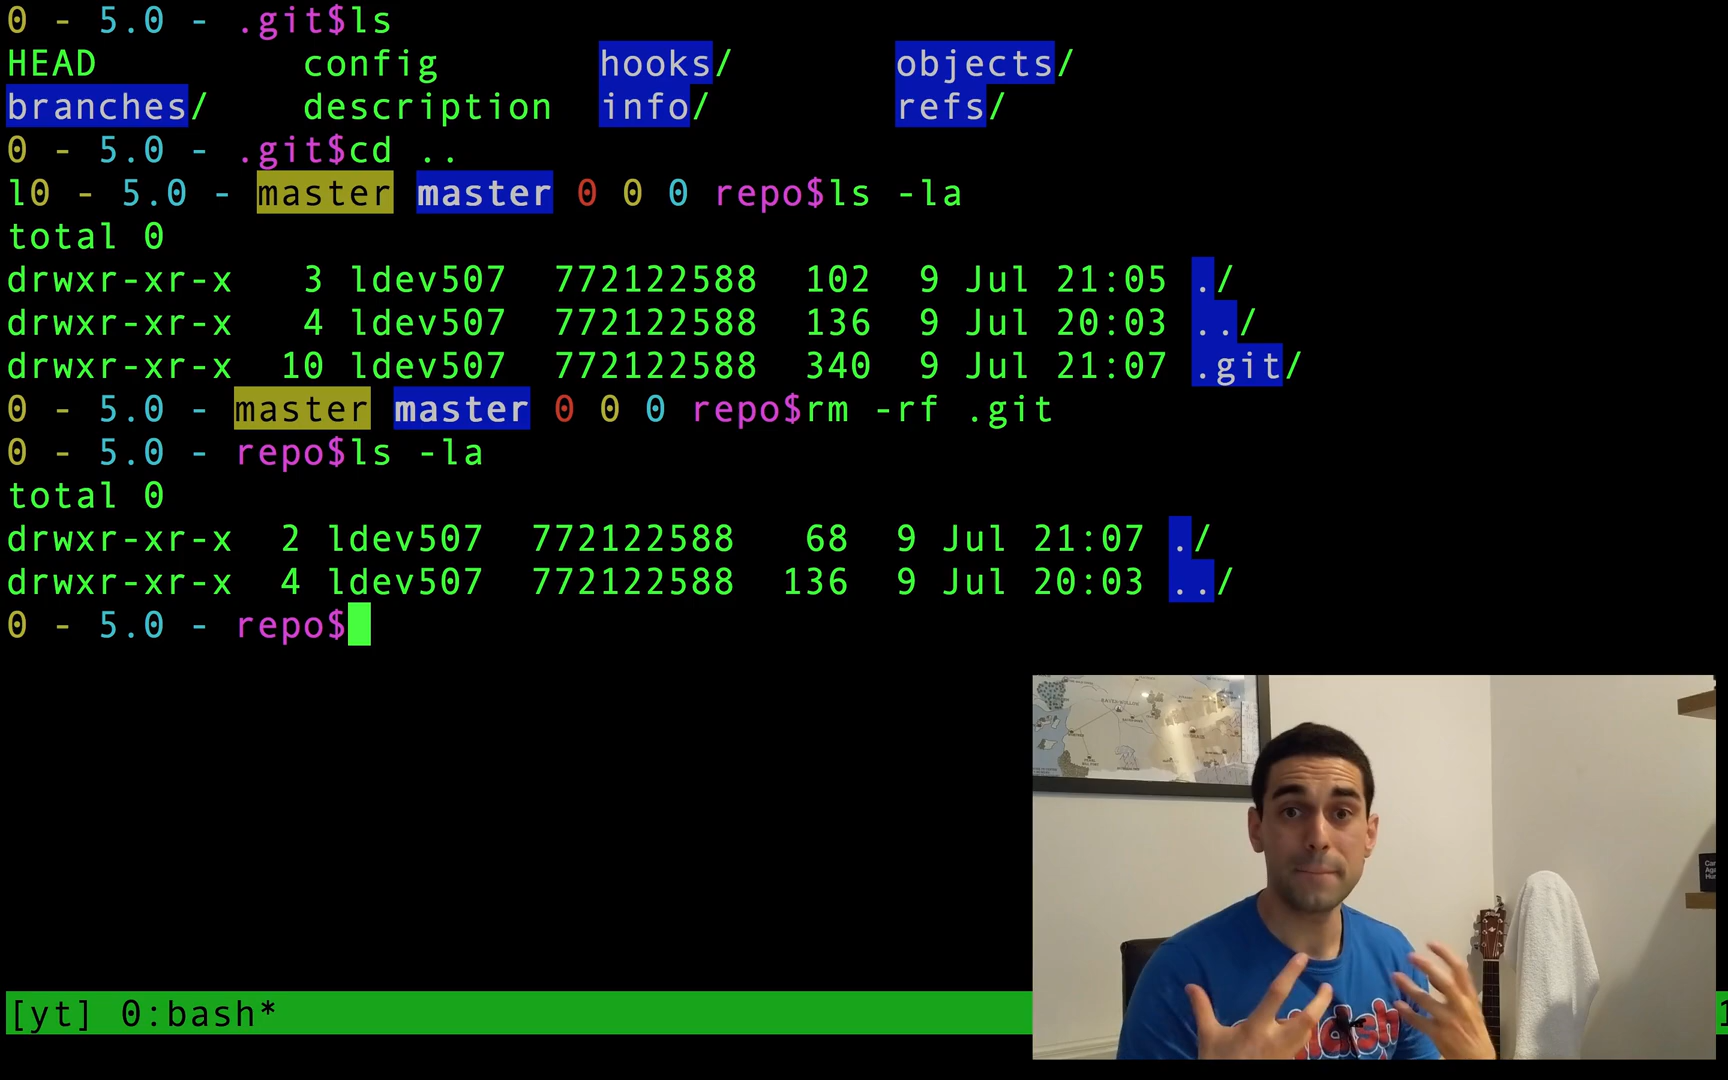 0 - 5.0 - .git$ls
HEAD config hooks/ objects/
branches/ description info/ refs/
0 - 5.0 - .git$cd ..
l0 - 5.0 - master master 0 0 0 repo$ls -la
total 0
drwxr-xr-x 3 ldev507 772122588 102 9 Jul 21:05 ./
drwxr-xr-x 4 ldev507 772122588 136 9 Jul 20:03 ../
drwxr-xr-x 10 ldev507 772122588 340 9 Jul 21:07 .git/
0 - 5.0 - master master 0 0 0 repo$rm -rf .git
0 - 5.0 - repo$ls -la
total 0
drwxr-xr-x 2 ldev507 772122588 68 9 Jul 21:07 ./
drwxr-xr-x 4 ldev507 772122588 136 9 Jul 20:03 ../
0 - 5.0 - repo$
[yt] 0:bash*